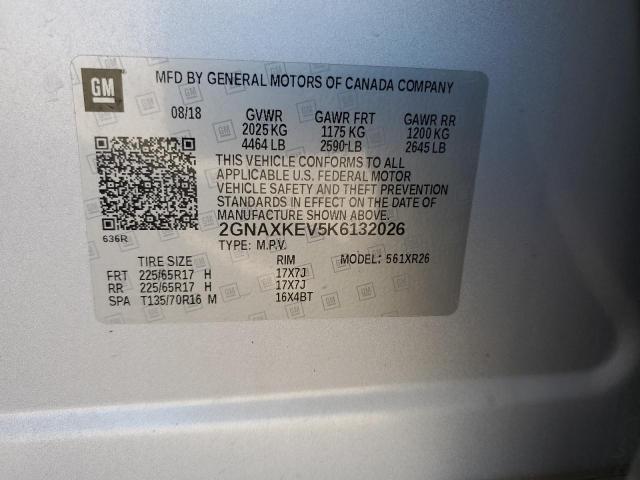 GM MFD BY GENERAL MOTORS OF CANADA COMPANY
08/18 GVWR GAWR FRT GAWR RR
2025 KG 1175 KG 1200 KG
4464 LB 2590 LB 2645 LB
THIS VEHICLE CONFORMS TO ALL
APPLICABLE U.S. FEDERAL MOTOR
VEHICLE SAFETY AND THEFT PREVENTION
STANDARDS IN EFFECT ON THE DATE OF
MANUFACTURE SHOWN ABOVE.
636R 2GNAXKEV5K6132026
TYPE: M.P.V.
TIRE SIZE RIM MODEL: 561XR26
FRT 225/65R17 H 17X7J
RR 225/65R17 H 17X7J
SPA T135/70R16 M 16X4BT